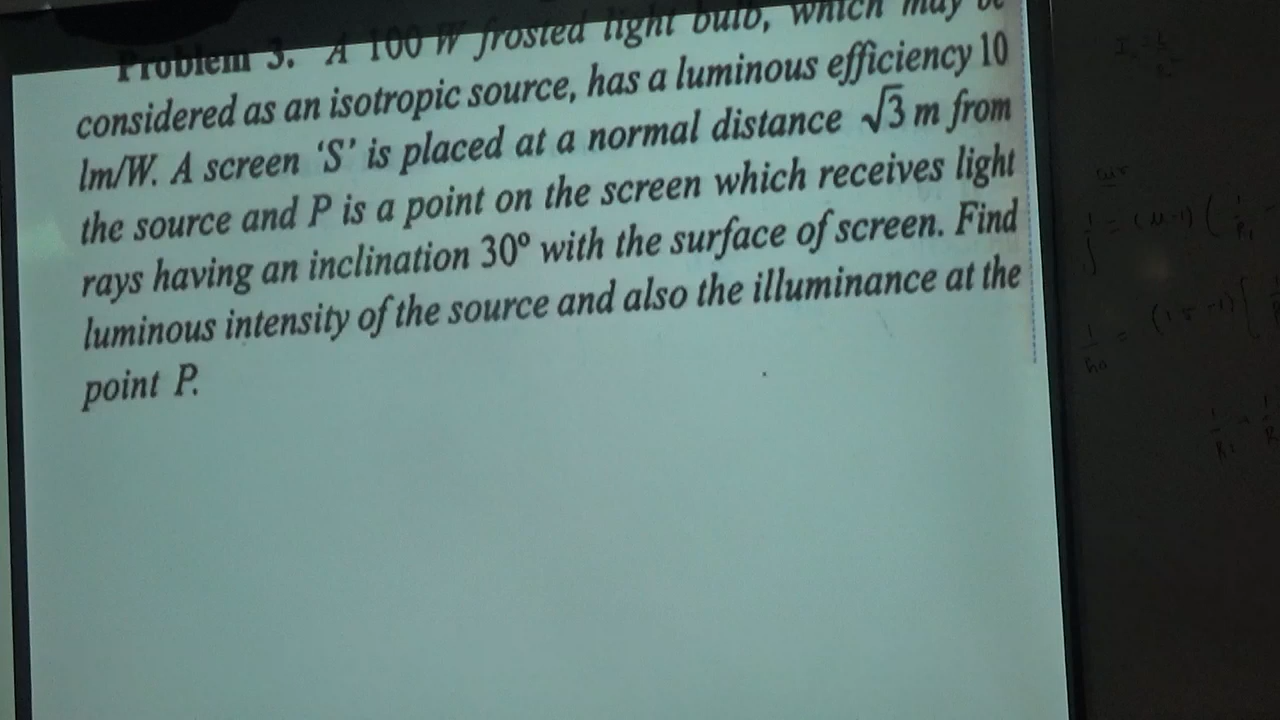 Problem 3. A 100 W frosted light bulb, which may be
considered as an isotropic source, has a luminous efficiency 10
lm/W. A screen ‘S’ is placed at a normal distance √3 m from
the source and P is a point on the screen which receives light
rays having an inclination 30º with the surface of screen. Find
luminous intensity of the source and also the illuminance at the
point P.